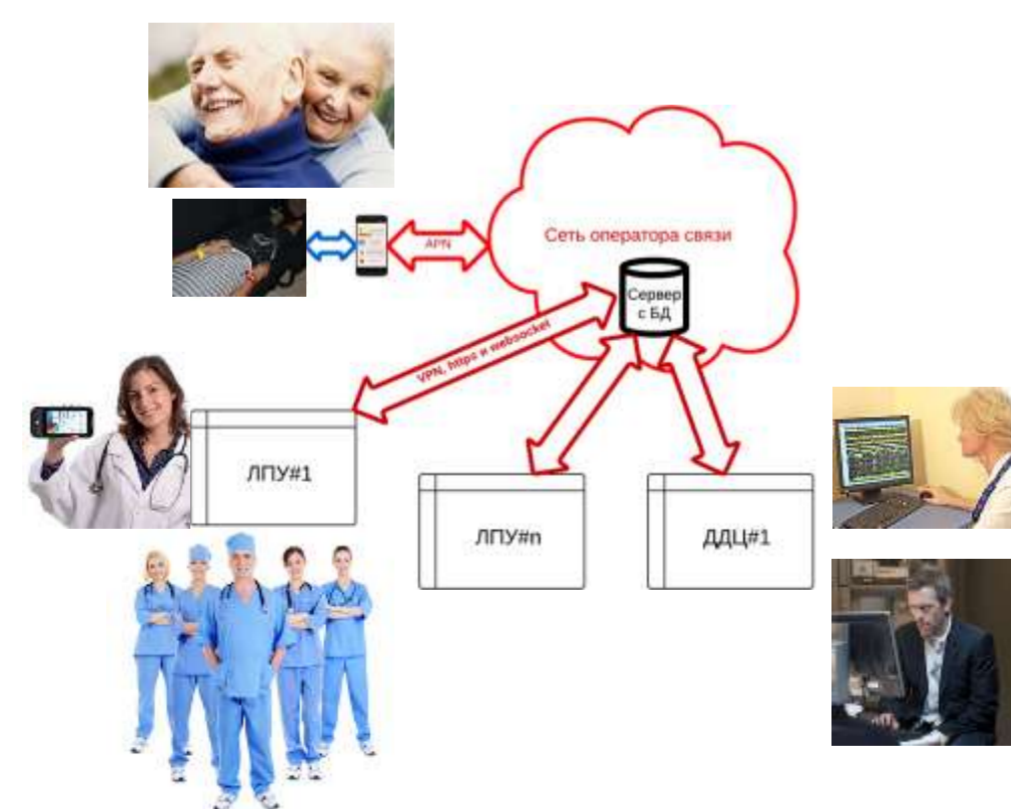 APN
Сеть оператора связи
Сервер
с БД
VPN, https и websocket
ЛПУ#1
ЛПУ#n
ДДЦ#1